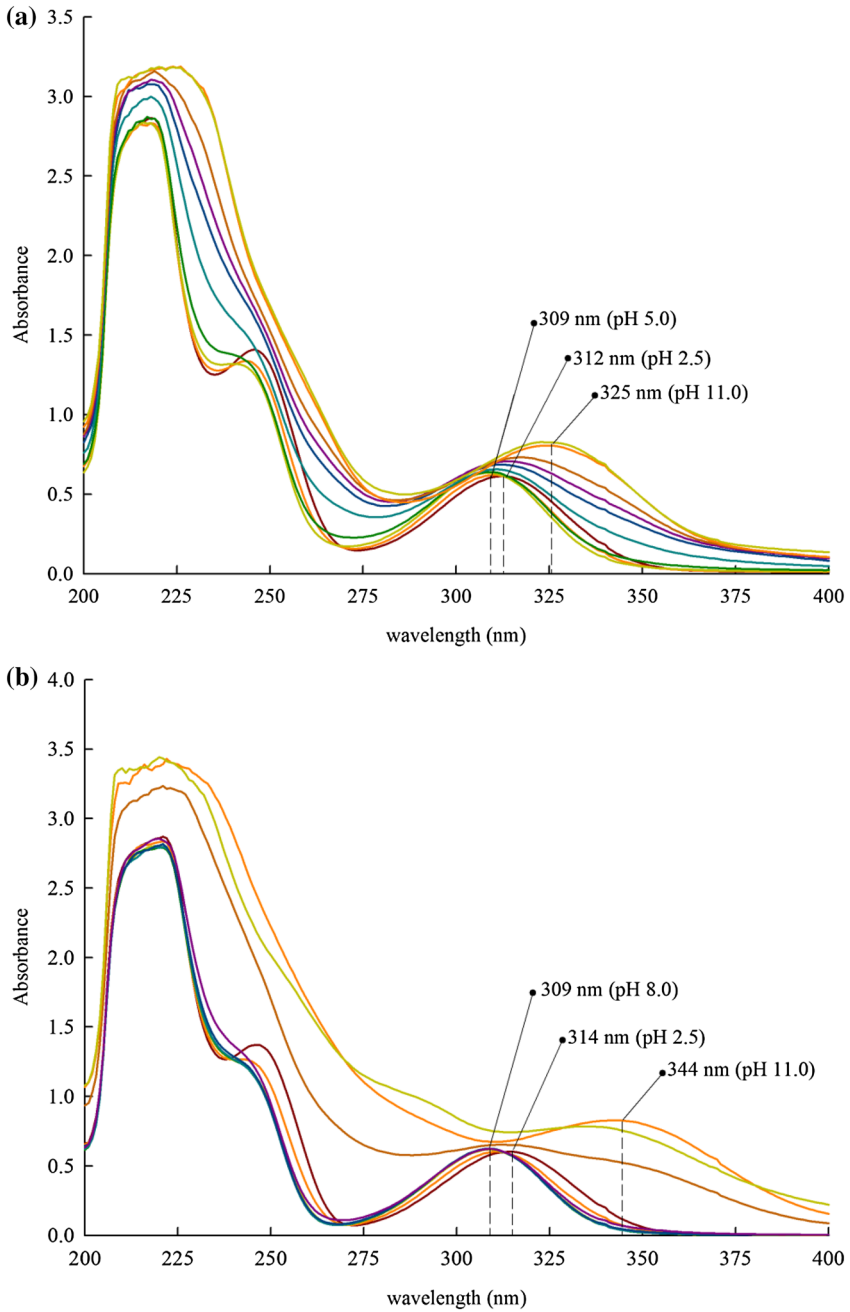 (a)
3.5
3.0
2.5
2.0
1.5
1.0
0.5
0.0
Absorbance
309 nm (pH 5.0)
312 nm (pH 2.5)
325 nm (pH 11.0)
200 225 250 275 300 325 350 375 400
wavelength (nm)
(b)
4.0
3.5
3.0
2.5
2.0
1.5
1.0
0.5
0.0
Absorbance
309 nm (pH 8.0)
314 nm (pH 2.5)
344 nm (pH 11.0)
200 225 250 275 300 325 350 375 400
wavelength (nm)